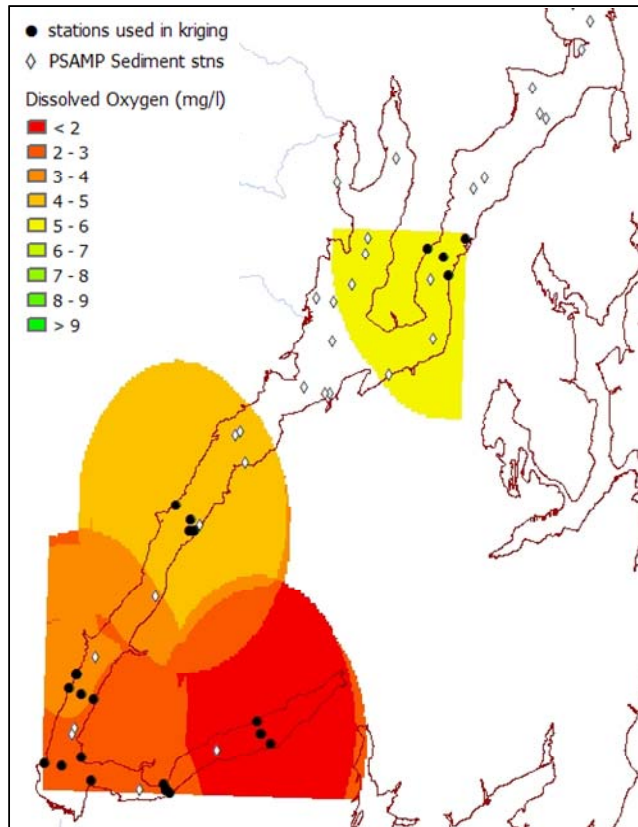 stations used in kriging
PSAMP Sediment stns
Dissolved Oxygen (mg/l)
< 2
2 - 3
3 - 4
4 - 5
5 - 6
6 - 7
7 - 8
8 - 9
> 9